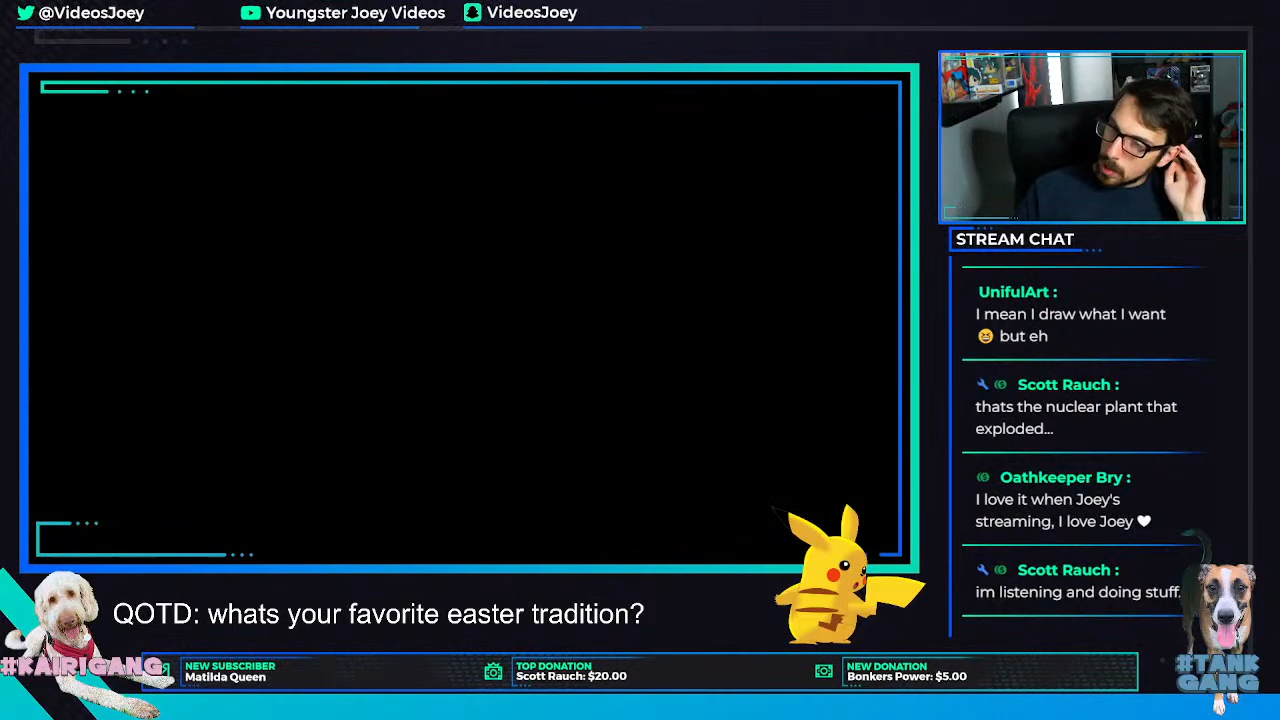 @VideosJoey
Youngster Joey Videos
VideosJoey
STREAM CHAT
UnifulArt :
I mean I draw what I want
😆 but eh
Scott Rauch :
thats the nuclear plant that
exploded...
Oathkeeper Bry :
I love it when Joey's
streaming, I love Joey 🤍
Scott Rauch :
im listening and doing stuff.
QOTD: whats your favorite easter tradition?
#KAIRIGANG
NEW SUBSCRIBER
Matilda Queen
TOP DONATION
Scott Rauch: $20.00
NEW DONATION
Bonkers Power: $5.00
#TANK
GANG